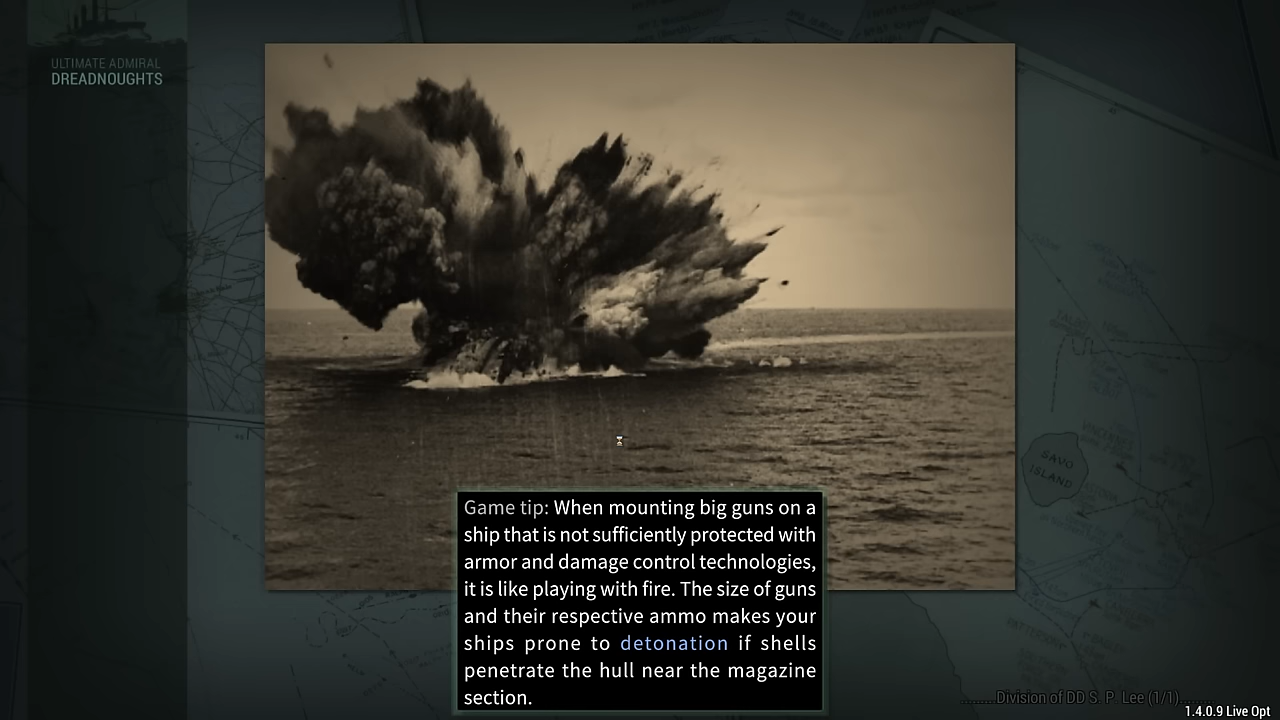 ULTIMATE ADMIRAL
DREADNOUGHTS
SAVO
ISLAND
Game tip: When mounting big guns on a
ship that is not sufficiently protected with
armor and damage control technologies,
it is like playing with fire. The size of guns
and their respective ammo makes your
ships prone to detonation if shells
penetrate the hull near the magazine
section.
Division of DD S. P. Lee (1/1)
1.4.0.9 Live Opt